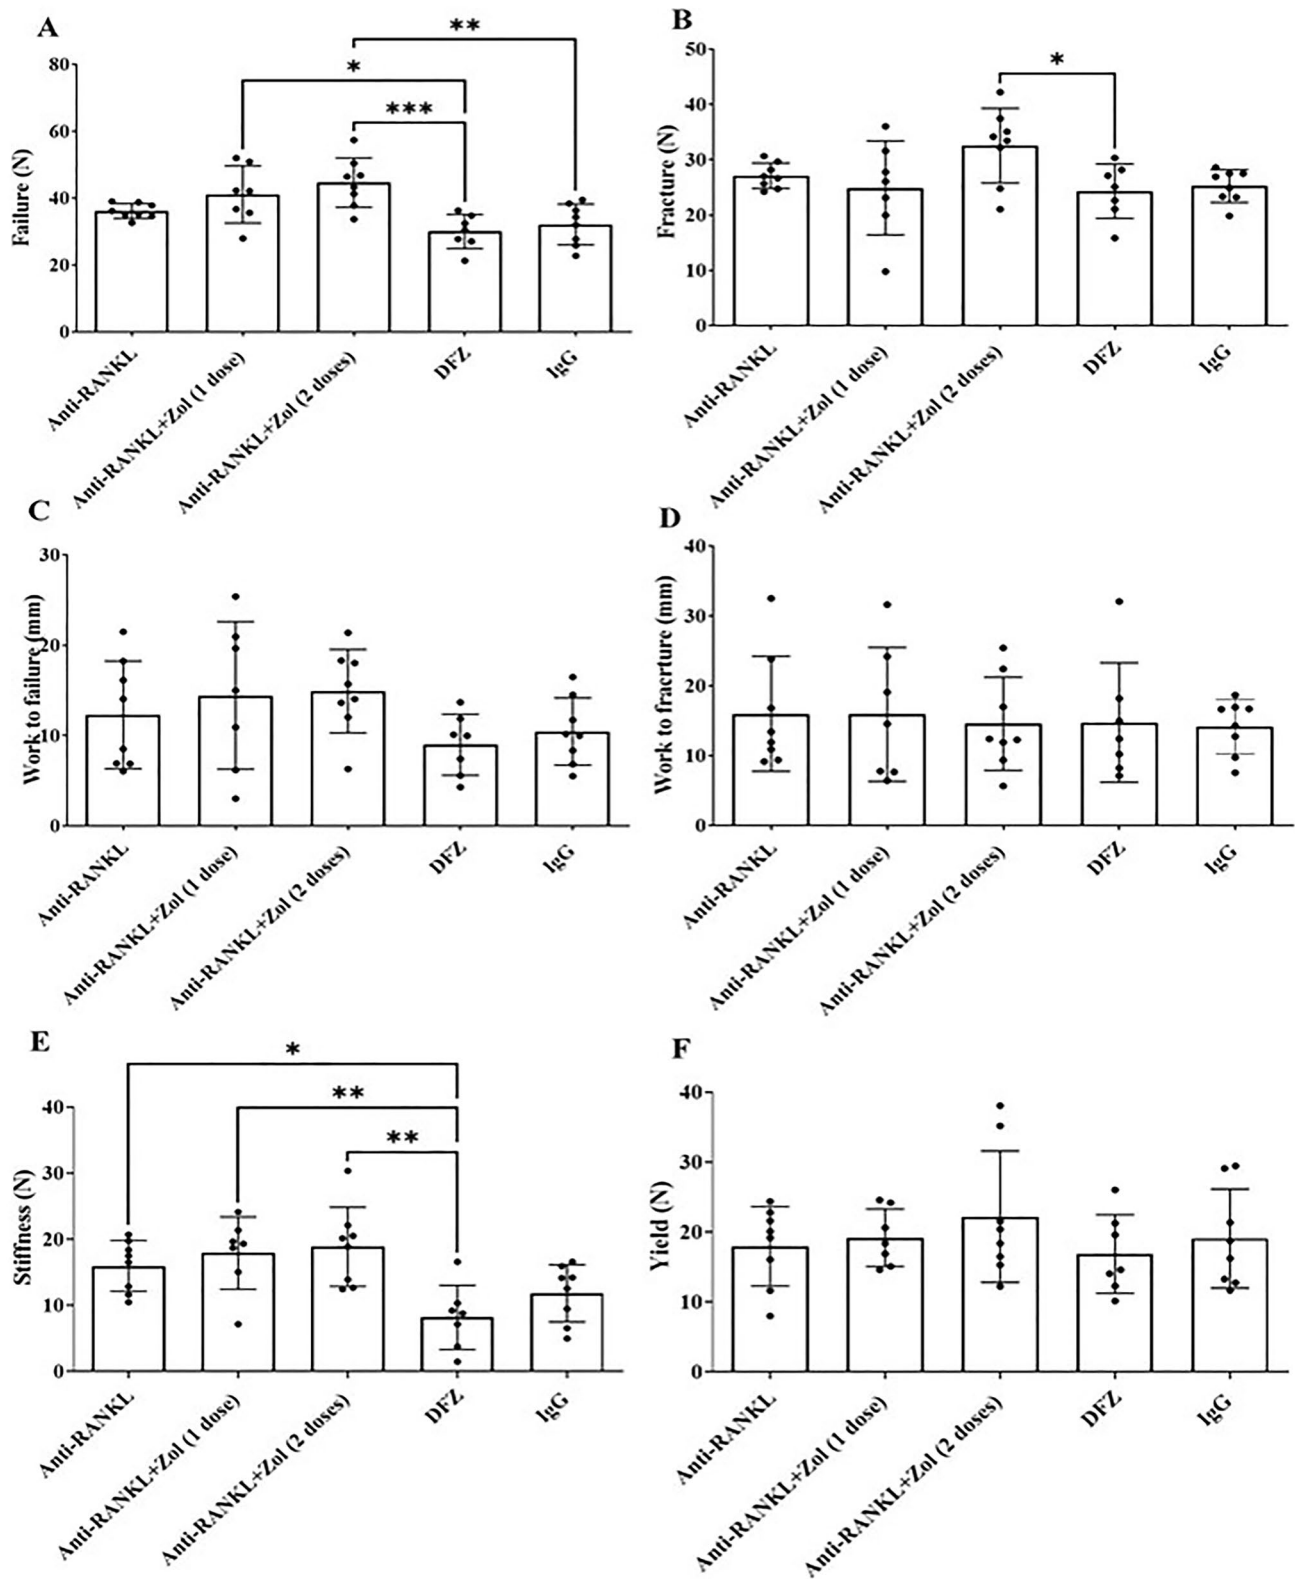 A
**
*
***
80
60
40
20
0
Failure (N)
Anti-RANKL
Anti-RANKL+Zol (1 dose)
Anti-RANKL+Zol (2 doses)
DFZ
IgG
B
*
50
40
30
20
10
0
Fracture (N)
Anti-RANKL
Anti-RANKL+Zol (1 dose)
Anti-RANKL+Zol (2 doses)
DFZ
IgG
C
30
20
10
0
Work to failure (mm)
Anti-RANKL
Anti-RANKL+Zol (1 dose)
Anti-RANKL+Zol (2 doses)
DFZ
IgG
D
40
30
20
10
0
Work to fracrture (mm)
Anti-RANKL
Anti-RANKL+Zol (1 dose)
Anti-RANKL+Zol (2 doses)
DFZ
IgG
E
*
**
**
40
30
20
10
0
Stiffness (N)
Anti-RANKL
Anti-RANKL+Zol (1 dose)
Anti-RANKL+Zol (2 doses)
DFZ
IgG
F
40
30
20
10
0
Yield (N)
Anti-RANKL
Anti-RANKL+Zol (1 dose)
Anti-RANKL+Zol (2 doses)
DFZ
IgG